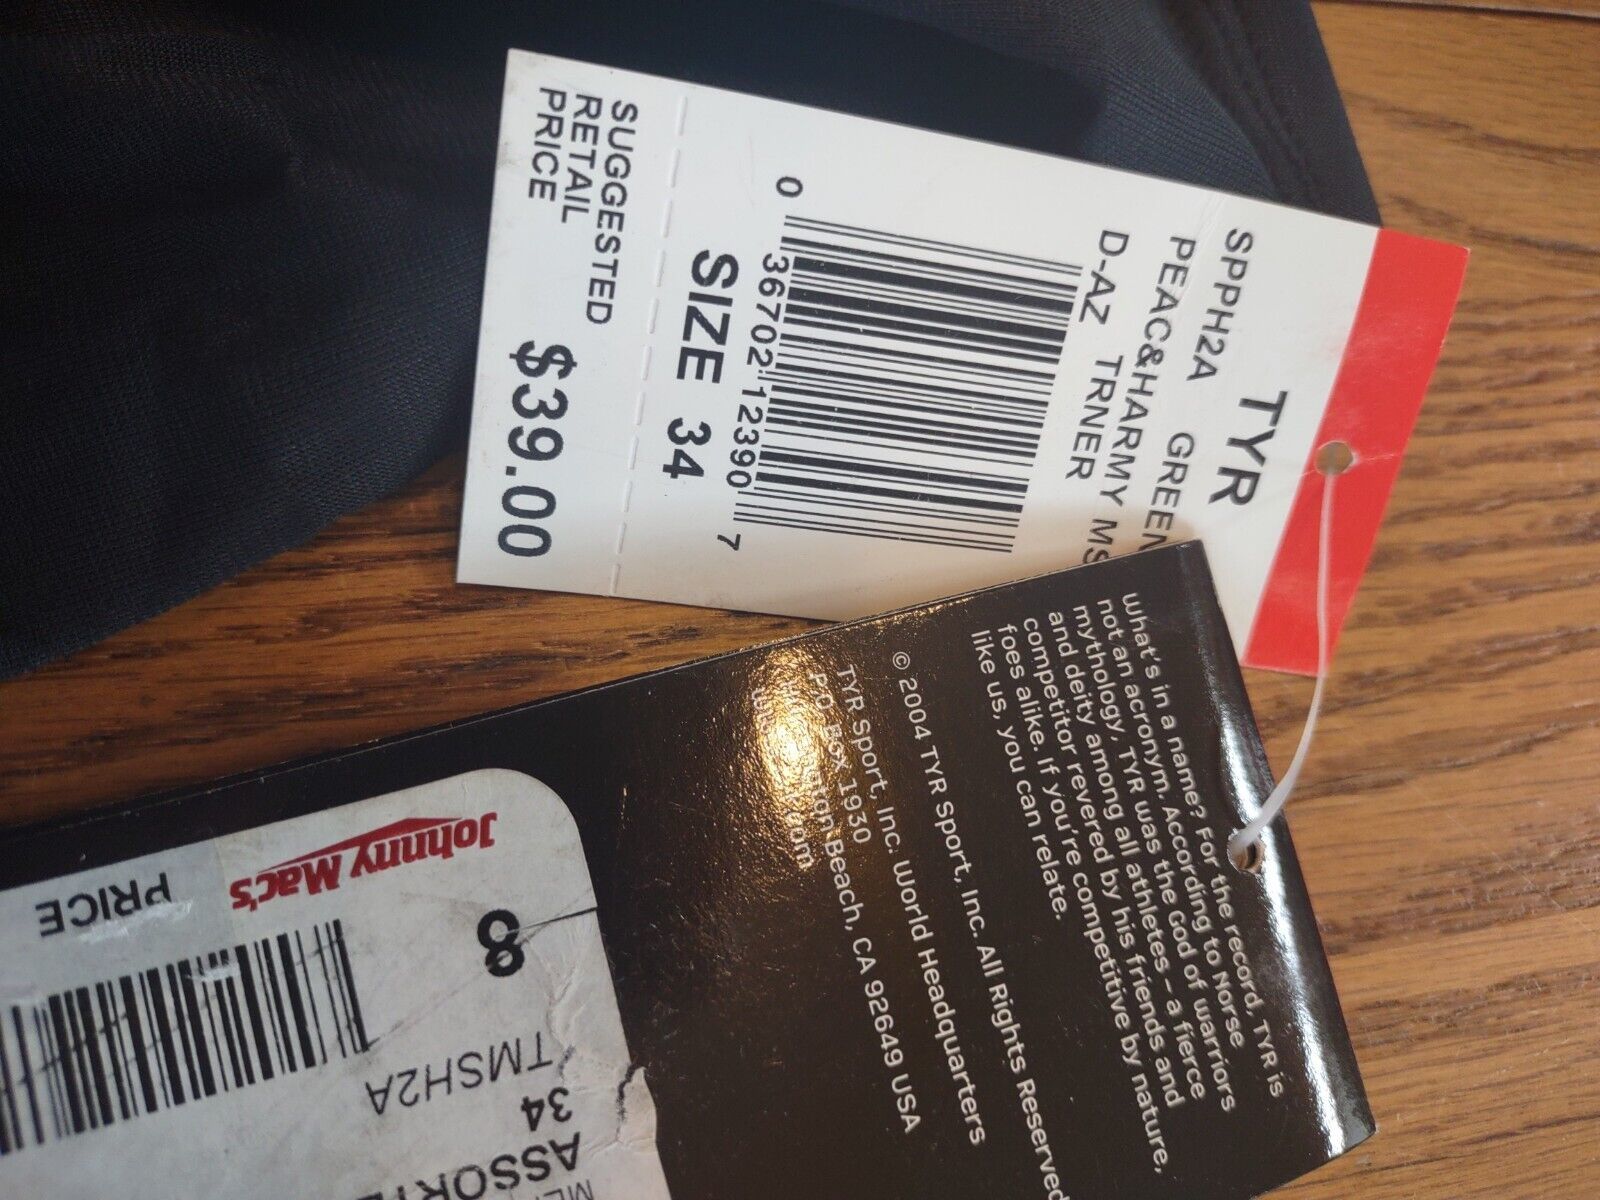 TYR
SPPH2A GREEN
PEAC&HARMY MS
D-AZ TRNER
0 36702 12390 7
SIZE 34
SUGGESTED
RETAIL
PRICE
$39.00
What's in a name? For the record, TYR is
not an acronym. According to Norse
mythology, TYR was the God of warriors
and deity among all athletes – a fierce
competitor revered by his friends and
foes alike. If you're competitive by nature,
like us, you can relate.
© 2004 TYR Sport, Inc. All Rights Reserved
TYR Sport, Inc. World Headquarters
P.O. Box 1930
Beach, CA 92649 USA
Johnny Mac's
PRICE
8
TMSH2A
34